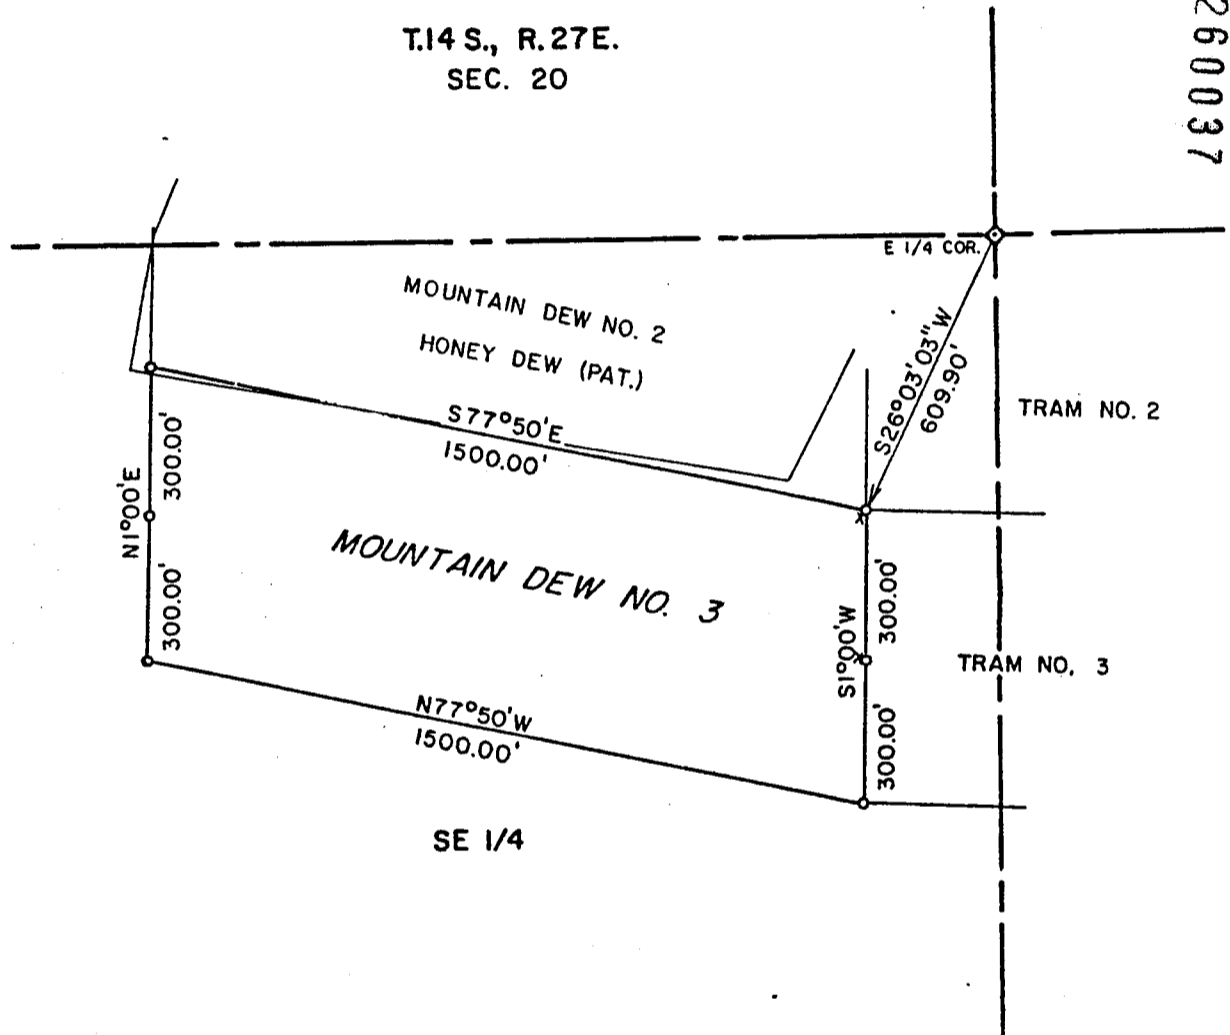 T.14 S., R. 27E.
SEC. 20
260037
E 1/4 COR.
MOUNTAIN DEW NO. 2
HONEY DEW (PAT.)
S26°03'03"W
609.90'
TRAM NO. 2
S77°50'E
1500.00'
N1°00'E
300.00'
300.00'
MOUNTAIN DEW NO. 3
S1°00'W
300.00'
300.00'
TRAM NO. 3
N77°50'W
1500.00'
SE 1/4